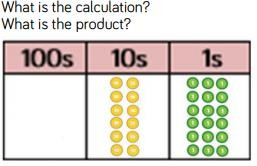 What is the calculation?
What is the product?
100s 10s 1s